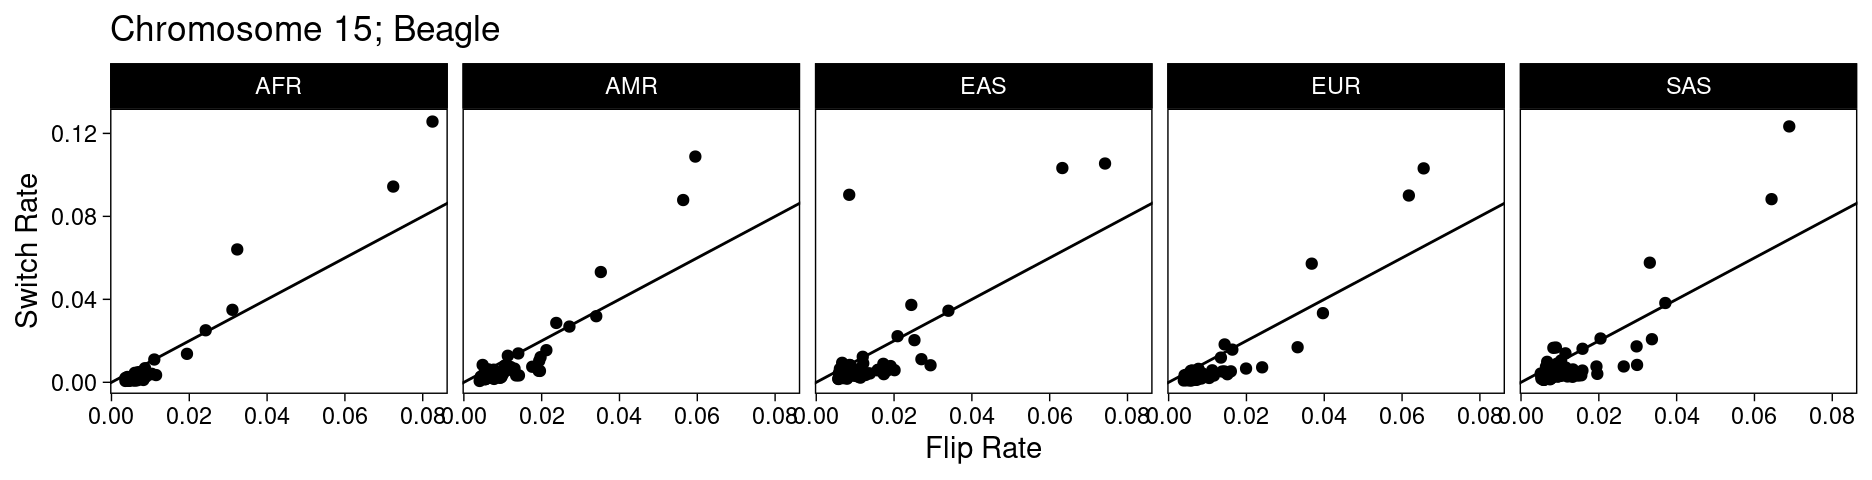 Chromosome 15; Beagle
AFR AMR EAS EUR SAS
0.12
0.08
0.04
0.00
Switch Rate
0.00 0.02 0.04 0.06 0.08 0.00 0.02 0.04 0.06 0.08 0.00 0.02 0.04 0.06 0.08 0.00 0.02 0.04 0.06 0.08 0.00 0.02 0.04 0.06 0.08
Flip Rate